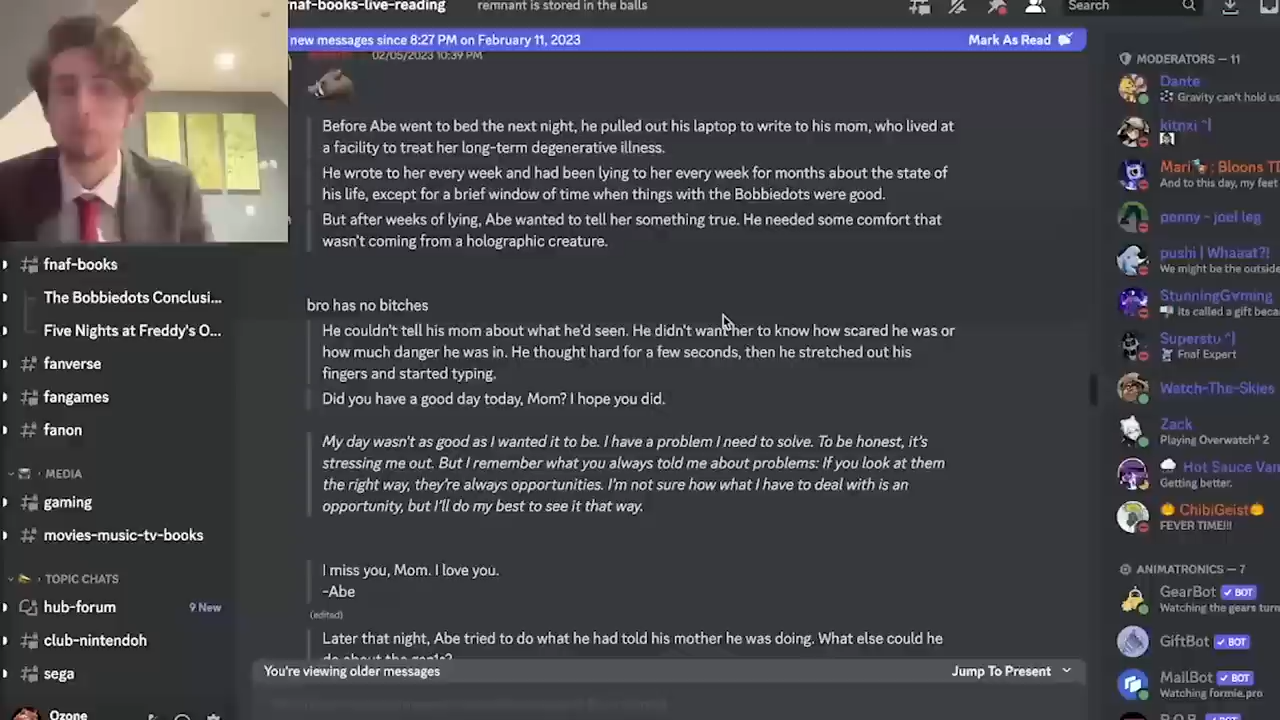 fnaf-books-live-reading
remnant is stored in the balls
Search
new messages since 8:27 PM on February 11, 2023
Mark As Read
02/05/2023 10:39 PM
Before Abe went to bed the next night, he pulled out his laptop to write to his mom, who lived at
a facility to treat her long-term degenerative illness.
He wrote to her every week and had been lying to her every week for months about the state of
his life, except for a brief window of time when things with the Bobbiedots were good.
But after weeks of lying, Abe wanted to tell her something true. He needed some comfort that
wasn't coming from a holographic creature.
bro has no bitches
He couldn't tell his mom about what he'd seen. He didn't want her to know how scared he was or
how much danger he was in. He thought hard for a few seconds, then he stretched out his
fingers and started typing.
Did you have a good day today, Mom? I hope you did.
My day wasn't as good as I wanted it to be. I have a problem I need to solve. To be honest, it's
stressing me out. But I remember what you always told me about problems: If you look at them
the right way, they're always opportunities. I'm not sure how what I have to deal with is an
opportunity, but I'll do my best to see it that way.
I miss you, Mom. I love you.
-Abe
(edited)
Later that night, Abe tried to do what he had told his mother he was doing. What else could he
You're viewing older messages
Jump To Present
fnaf-books
The Bobbiedots Conclusi...
Five Nights at Freddy's O...
fanverse
fangames
fanon
MEDIA
gaming
movies-music-tv-books
TOPIC CHATS
hub-forum
9 New
club-nintendoh
sega
Ozone
MODERATORS — 11
Dante
Gravity can't hold us
kitnxi ^|
Mari : Bloons TD
And to this day, my feet
penny - joel leg
pushi | Whaaat?!
We might be the outside
StunningGvming
its called a gift beca
Superstu ^|
Fnaf Expert
Watch-The-Skies
Zack
Playing Overwatch® 2
Hot Sauce Van
Getting better.
ChibiGeist
FEVER TIME!!!
ANIMATRONICS — 7
GearBot BOT
Watching the gears turn
GiftBot BOT
MailBot BOT
Watching formie.pro